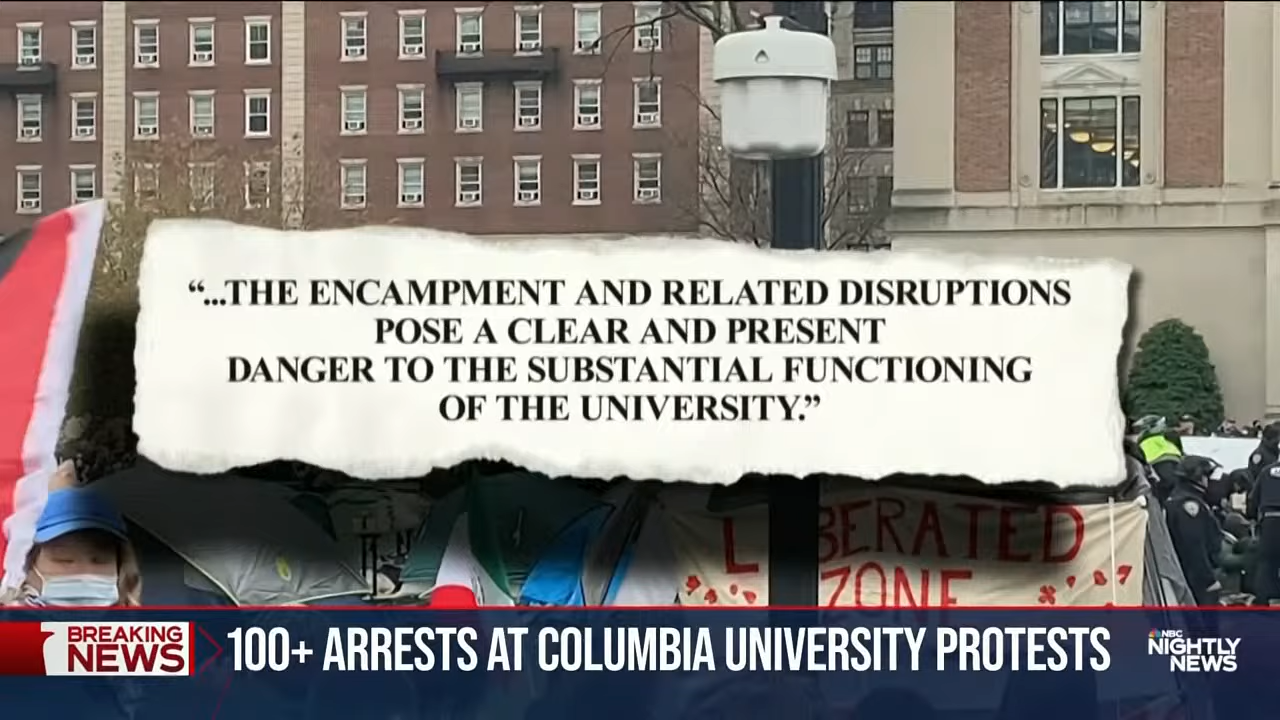 “...THE ENCAMPMENT AND RELATED DISRUPTIONS
POSE A CLEAR AND PRESENT
DANGER TO THE SUBSTANTIAL FUNCTIONING
OF THE UNIVERSITY.”
LIBERATED
ZONE
BREAKING
NEWS
100+ ARRESTS AT COLUMBIA UNIVERSITY PROTESTS
NBC
NIGHTLY
NEWS